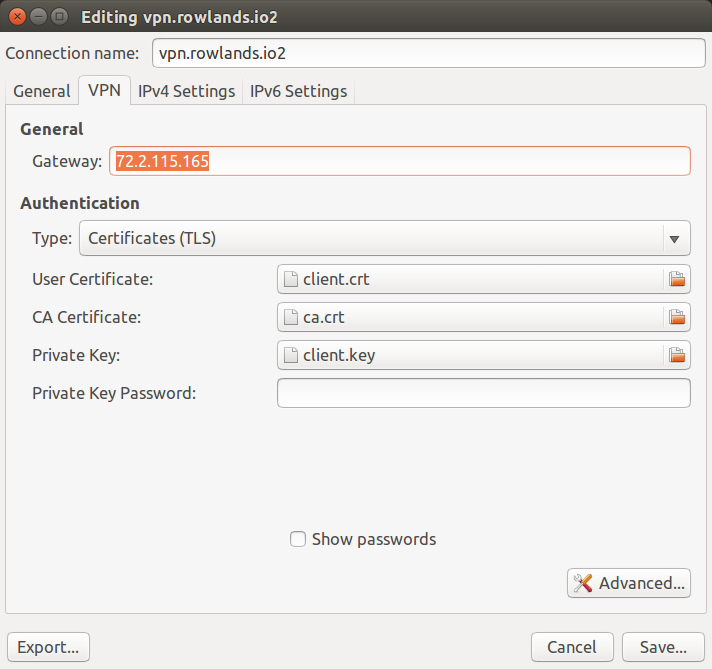 Editing vpn.rowlands.io2
Connection name: vpn.rowlands.io2
General VPN IPv4 Settings IPv6 Settings
General
Gateway: 72.2.115.165
Authentication
Type: Certificates (TLS)
User Certificate: client.crt
CA Certificate: ca.crt
Private Key: client.key
Private Key Password:
Show passwords
Advanced...
Export... Cancel Save...